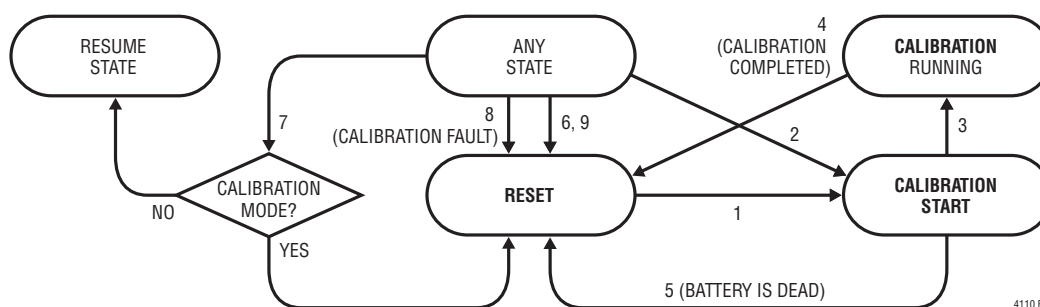 RESUME
STATE
ANY
STATE
4
(CALIBRATION
COMPLETED)
CALIBRATION
RUNNING
7
8
(CALIBRATION FAULT)
6, 9
2
3
CALIBRATION
MODE?
RESET
CALIBRATION
START
NO
1
YES
5 (BATTERY IS DEAD)
4110